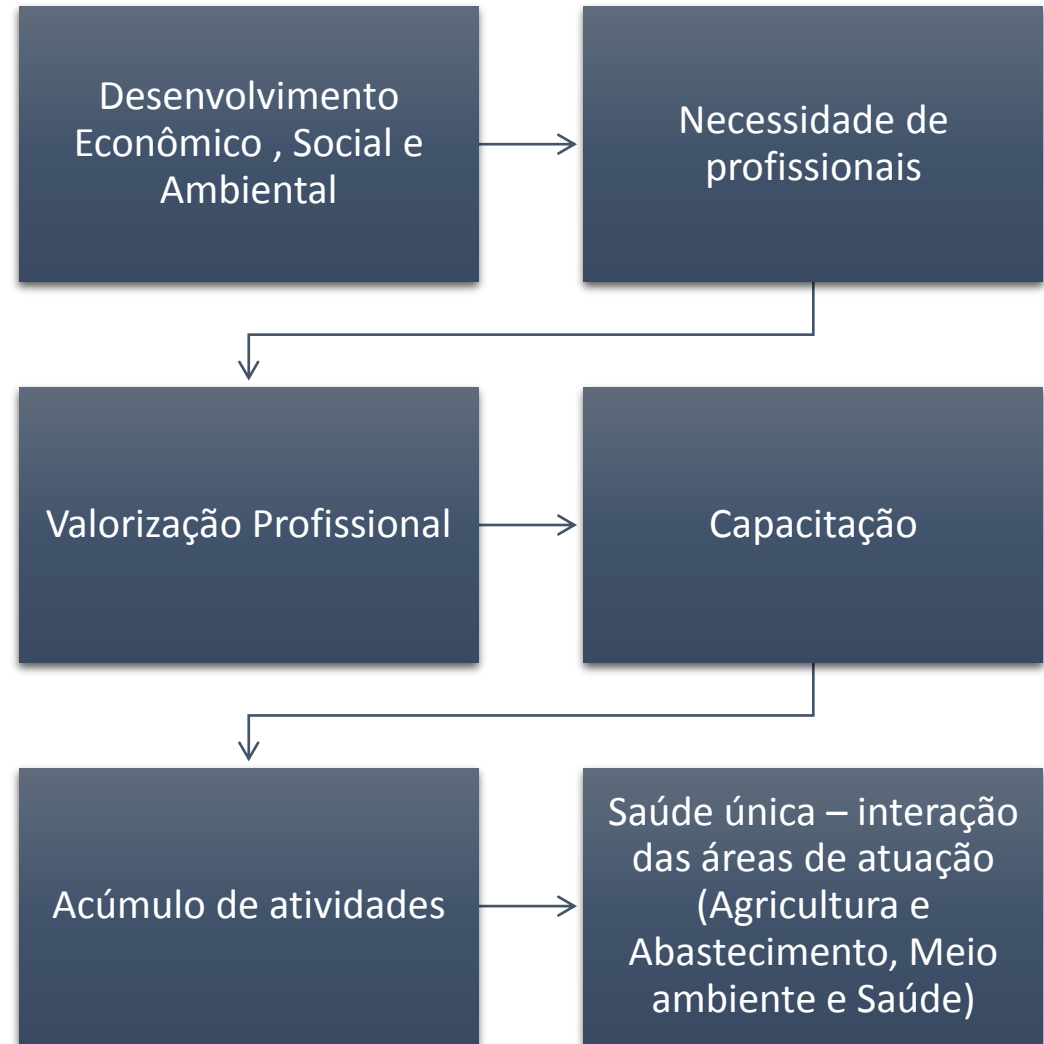 Desenvolvimento
Econômico , Social e
Ambiental
Necessidade de
profissionais
Valorização Profissional
Capacitação
Acúmulo de atividades
Saúde única – interação
das áreas de atuação
(Agricultura e
Abastecimento, Meio
ambiente e Saúde)